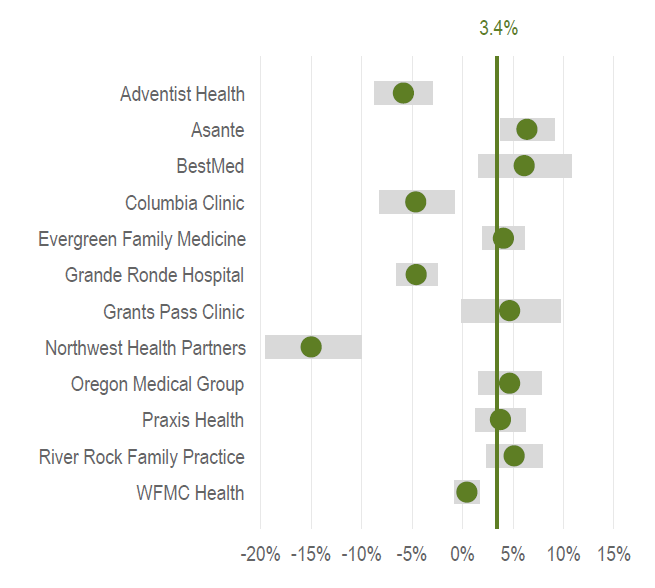 3.4%
Adventist Health
Asante
BestMed
Columbia Clinic
Evergreen Family Medicine
Grande Ronde Hospital
Grants Pass Clinic
Northwest Health Partners
Oregon Medical Group
Praxis Health
River Rock Family Practice
WFMC Health
-20% -15% -10% -5% 0% 5% 10% 15%